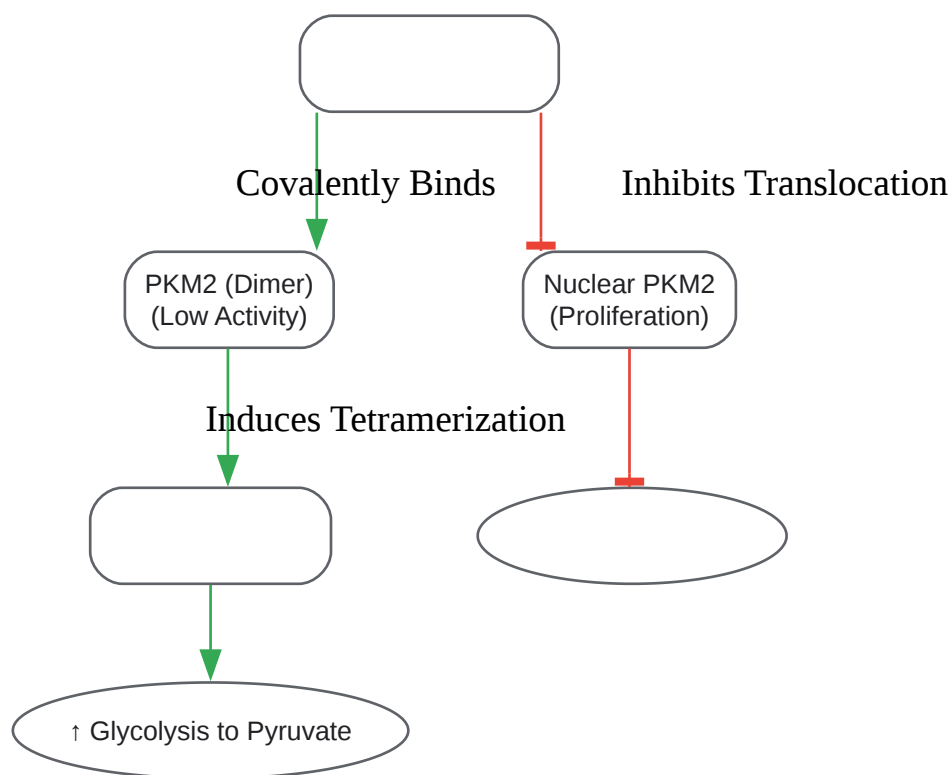 Covalently Binds
Inhibits Translocation
PKM2 (Dimer)
(Low Activity)
Nuclear PKM2
(Proliferation)
Induces Tetramerization
↑ Glycolysis to Pyruvate